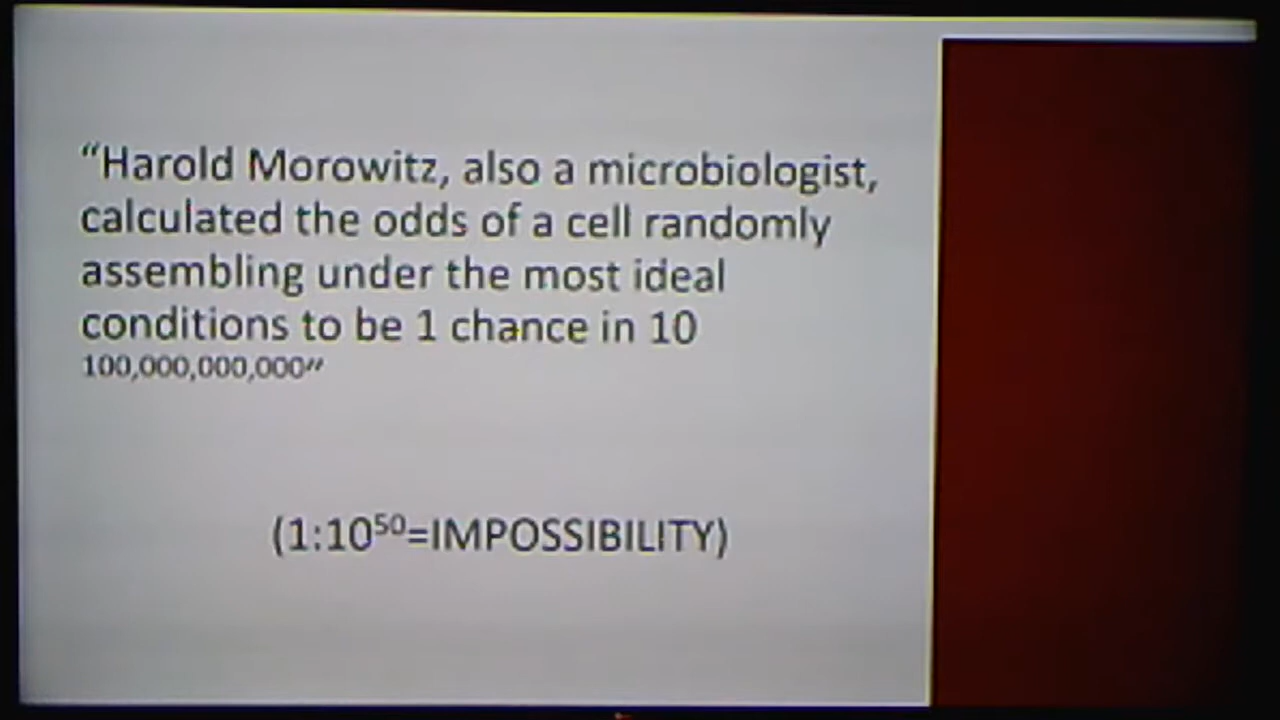 “Harold Morowitz, also a microbiologist,
calculated the odds of a cell randomly
assembling under the most ideal
conditions to be 1 chance in 10
100,000,000,000”
(1:10⁵⁰=IMPOSSIBILITY)